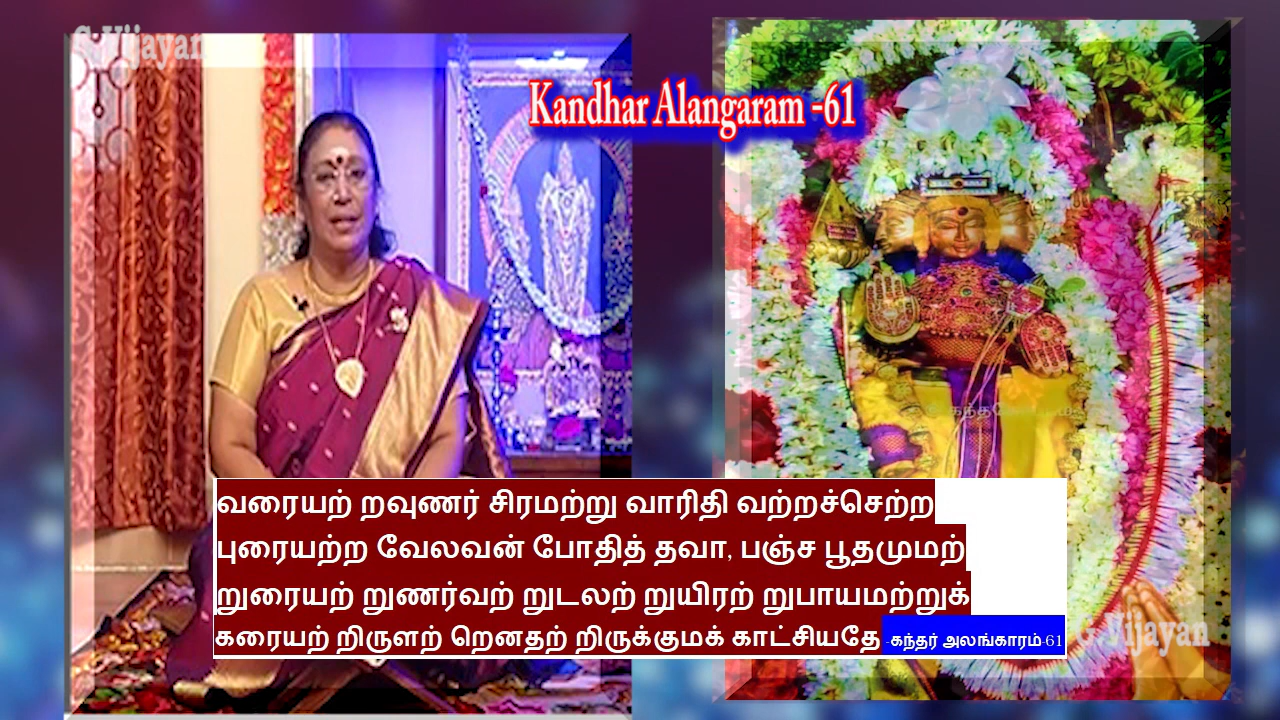 G.Vijayan
Kandhar Alangaram -61
வரையற் றவுணர் சிரமற்று வாரிதி வற்றச்செற்ற
புரையற்ற வேலவன் போதித் தவா, பஞ்ச பூதமுமற்
றுரையற் றுணர்வற் றுடலற் றுயிரற் றுபாயமற்றுக்
கரையற் றிருளற் றெனதற் றிருக்குமக் காட்சியதே -கந்தர் அலங்காரம்-61
G.Vijayan